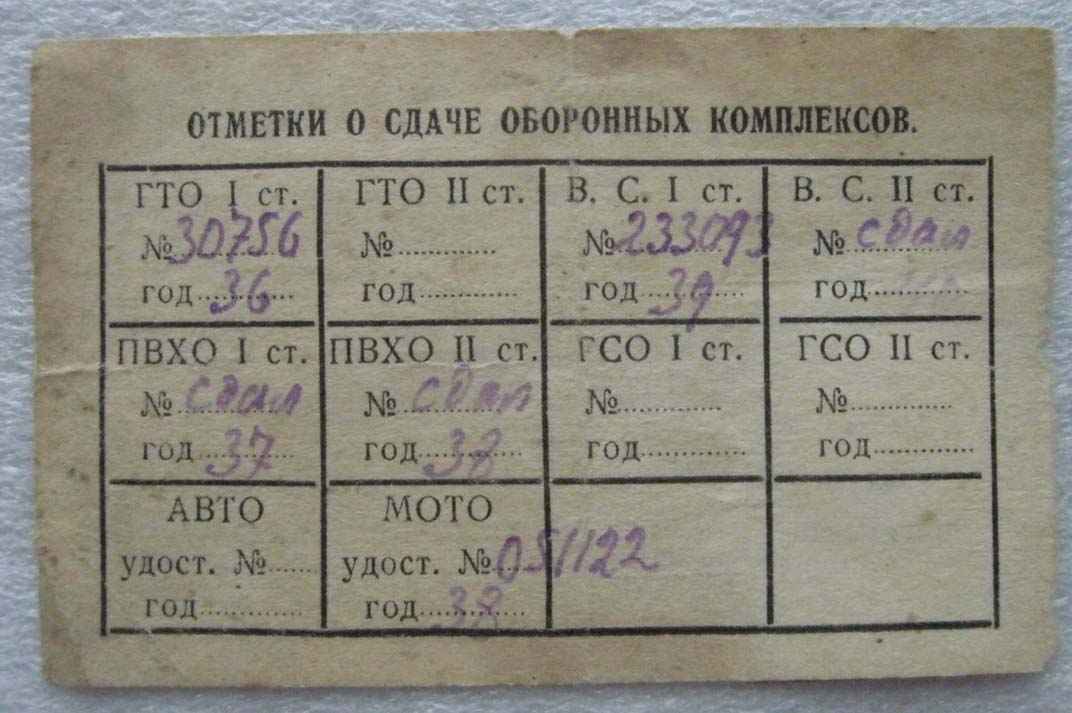 ОТМЕТКИ О СДАЧЕ ОБОРОННЫХ КОМПЛЕКСОВ.
ГТО I ст. ГТО II ст. В. С. I ст. В. С. II ст.
№ 30756 № № 233093 № сдал
год 36 год год 39 год
ПВХО I ст. ПВХО II ст. ГСО I ст. ГСО II ст.
№ сдал № сдал № №
год 37 год 38 год год
АВТО МОТО
удост. № удост. № 051122
год год 38